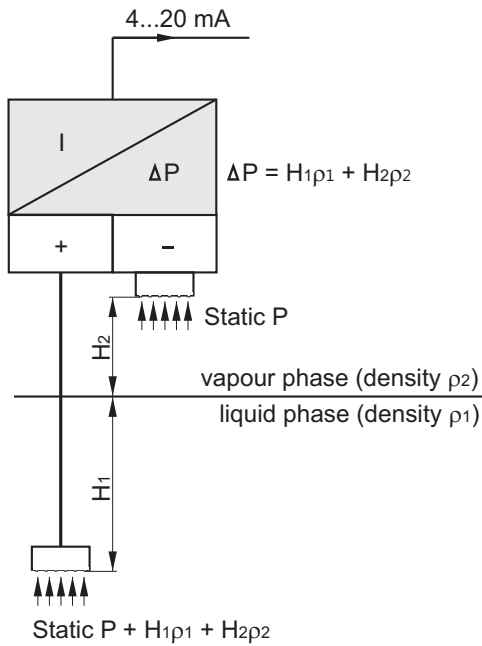 4...20 mA
I
ΔP
ΔP = H₁ρ₁ + H₂ρ₂
+ –
Static P
H₂
vapour phase (density ρ₂)
liquid phase (density ρ₁)
H₁
Static P + H₁ρ₁ + H₂ρ₂